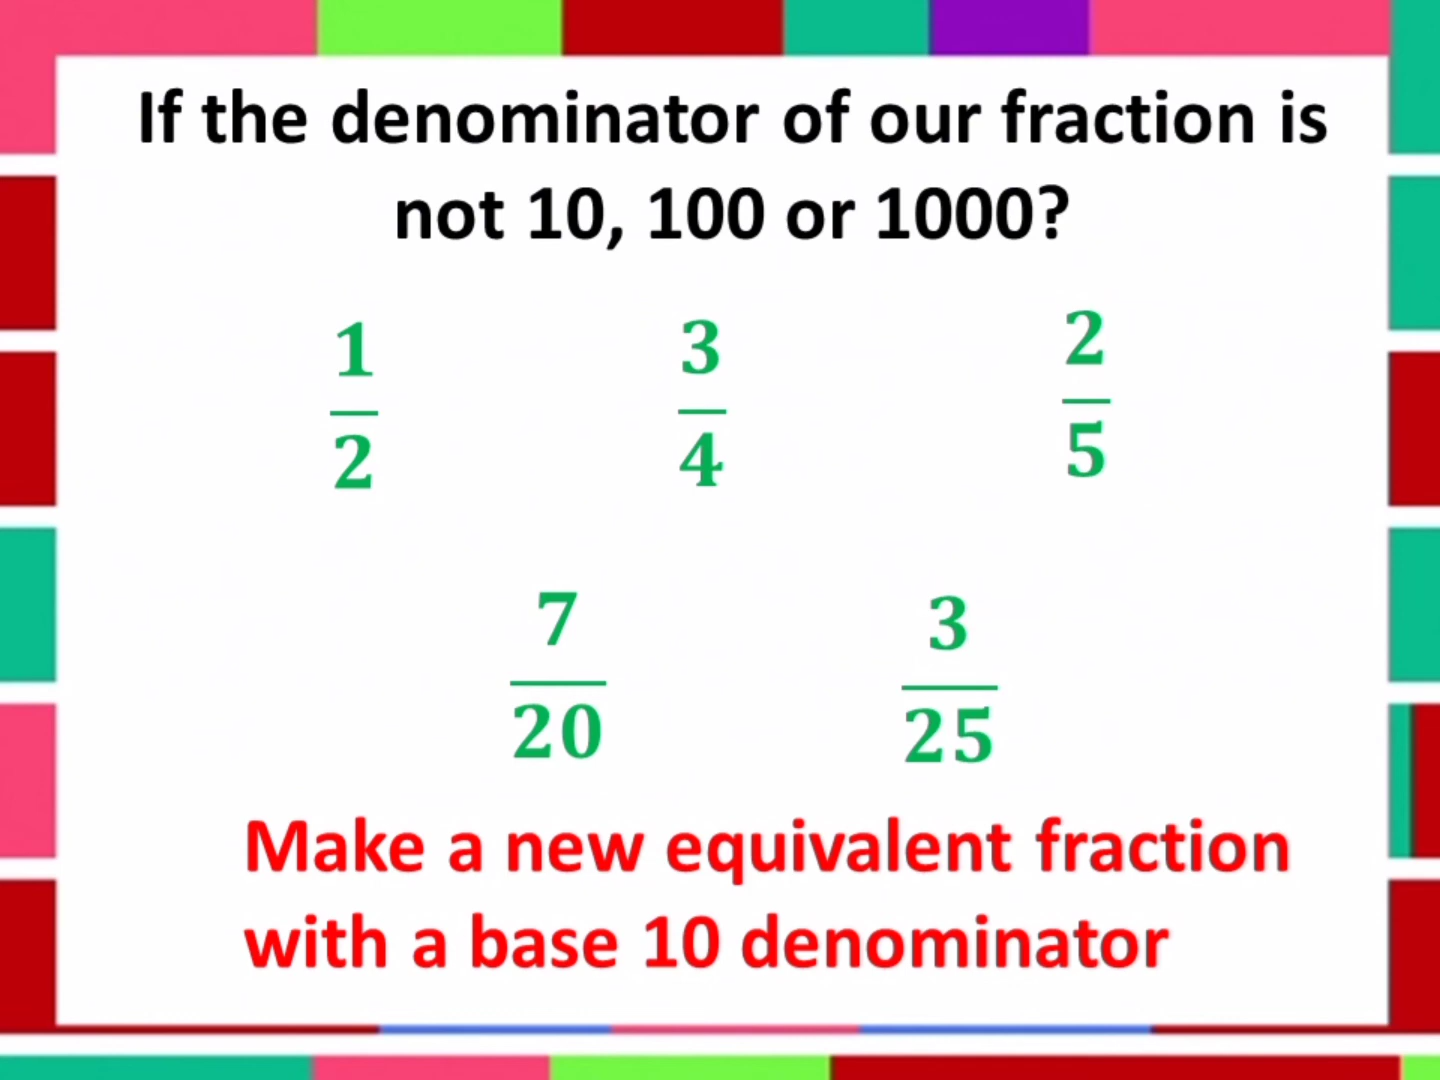 If the denominator of our fraction is
not 10, 100 or 1000?
1/2 3/4 2/5
7/20 3/25
Make a new equivalent fraction
with a base 10 denominator